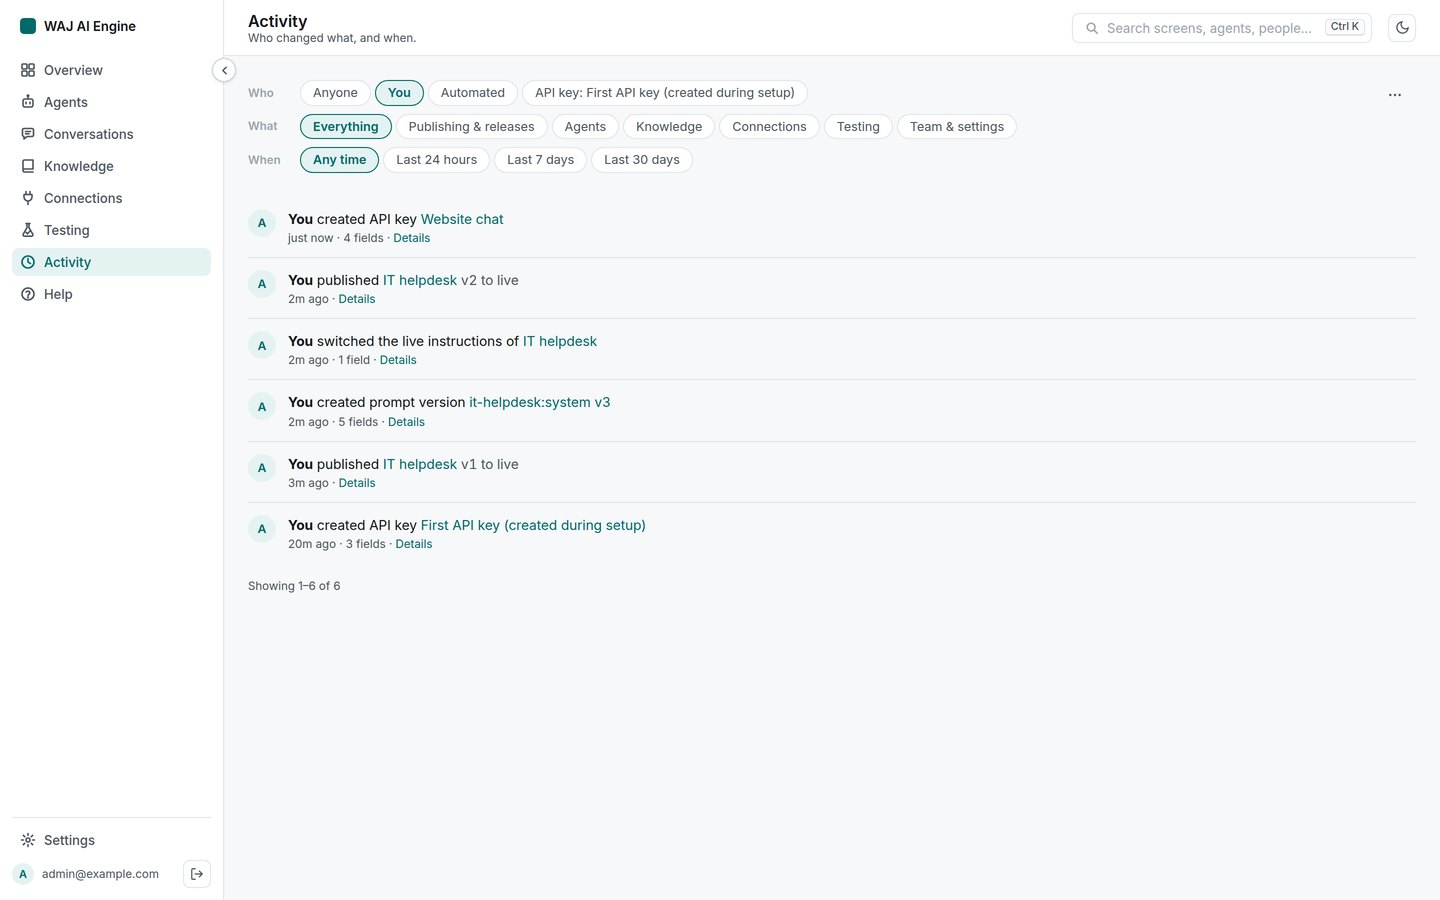 WAJ AI Engine
Overview
Agents
Conversations
Knowledge
Connections
Testing
Activity
Help
Settings
A admin@example.com
Activity
Who changed what, and when.
Search screens, agents, people... Ctrl K
Who Anyone You Automated API key: First API key (created during setup)
What Everything Publishing & releases Agents Knowledge Connections Testing Team & settings
When Any time Last 24 hours Last 7 days Last 30 days
A You created API key Website chat
just now · 4 fields · Details
A You published IT helpdesk v2 to live
2m ago · Details
A You switched the live instructions of IT helpdesk
2m ago · 1 field · Details
A You created prompt version it-helpdesk:system v3
2m ago · 5 fields · Details
A You published IT helpdesk v1 to live
3m ago · Details
A You created API key First API key (created during setup)
20m ago · 3 fields · Details
Showing 1–6 of 6